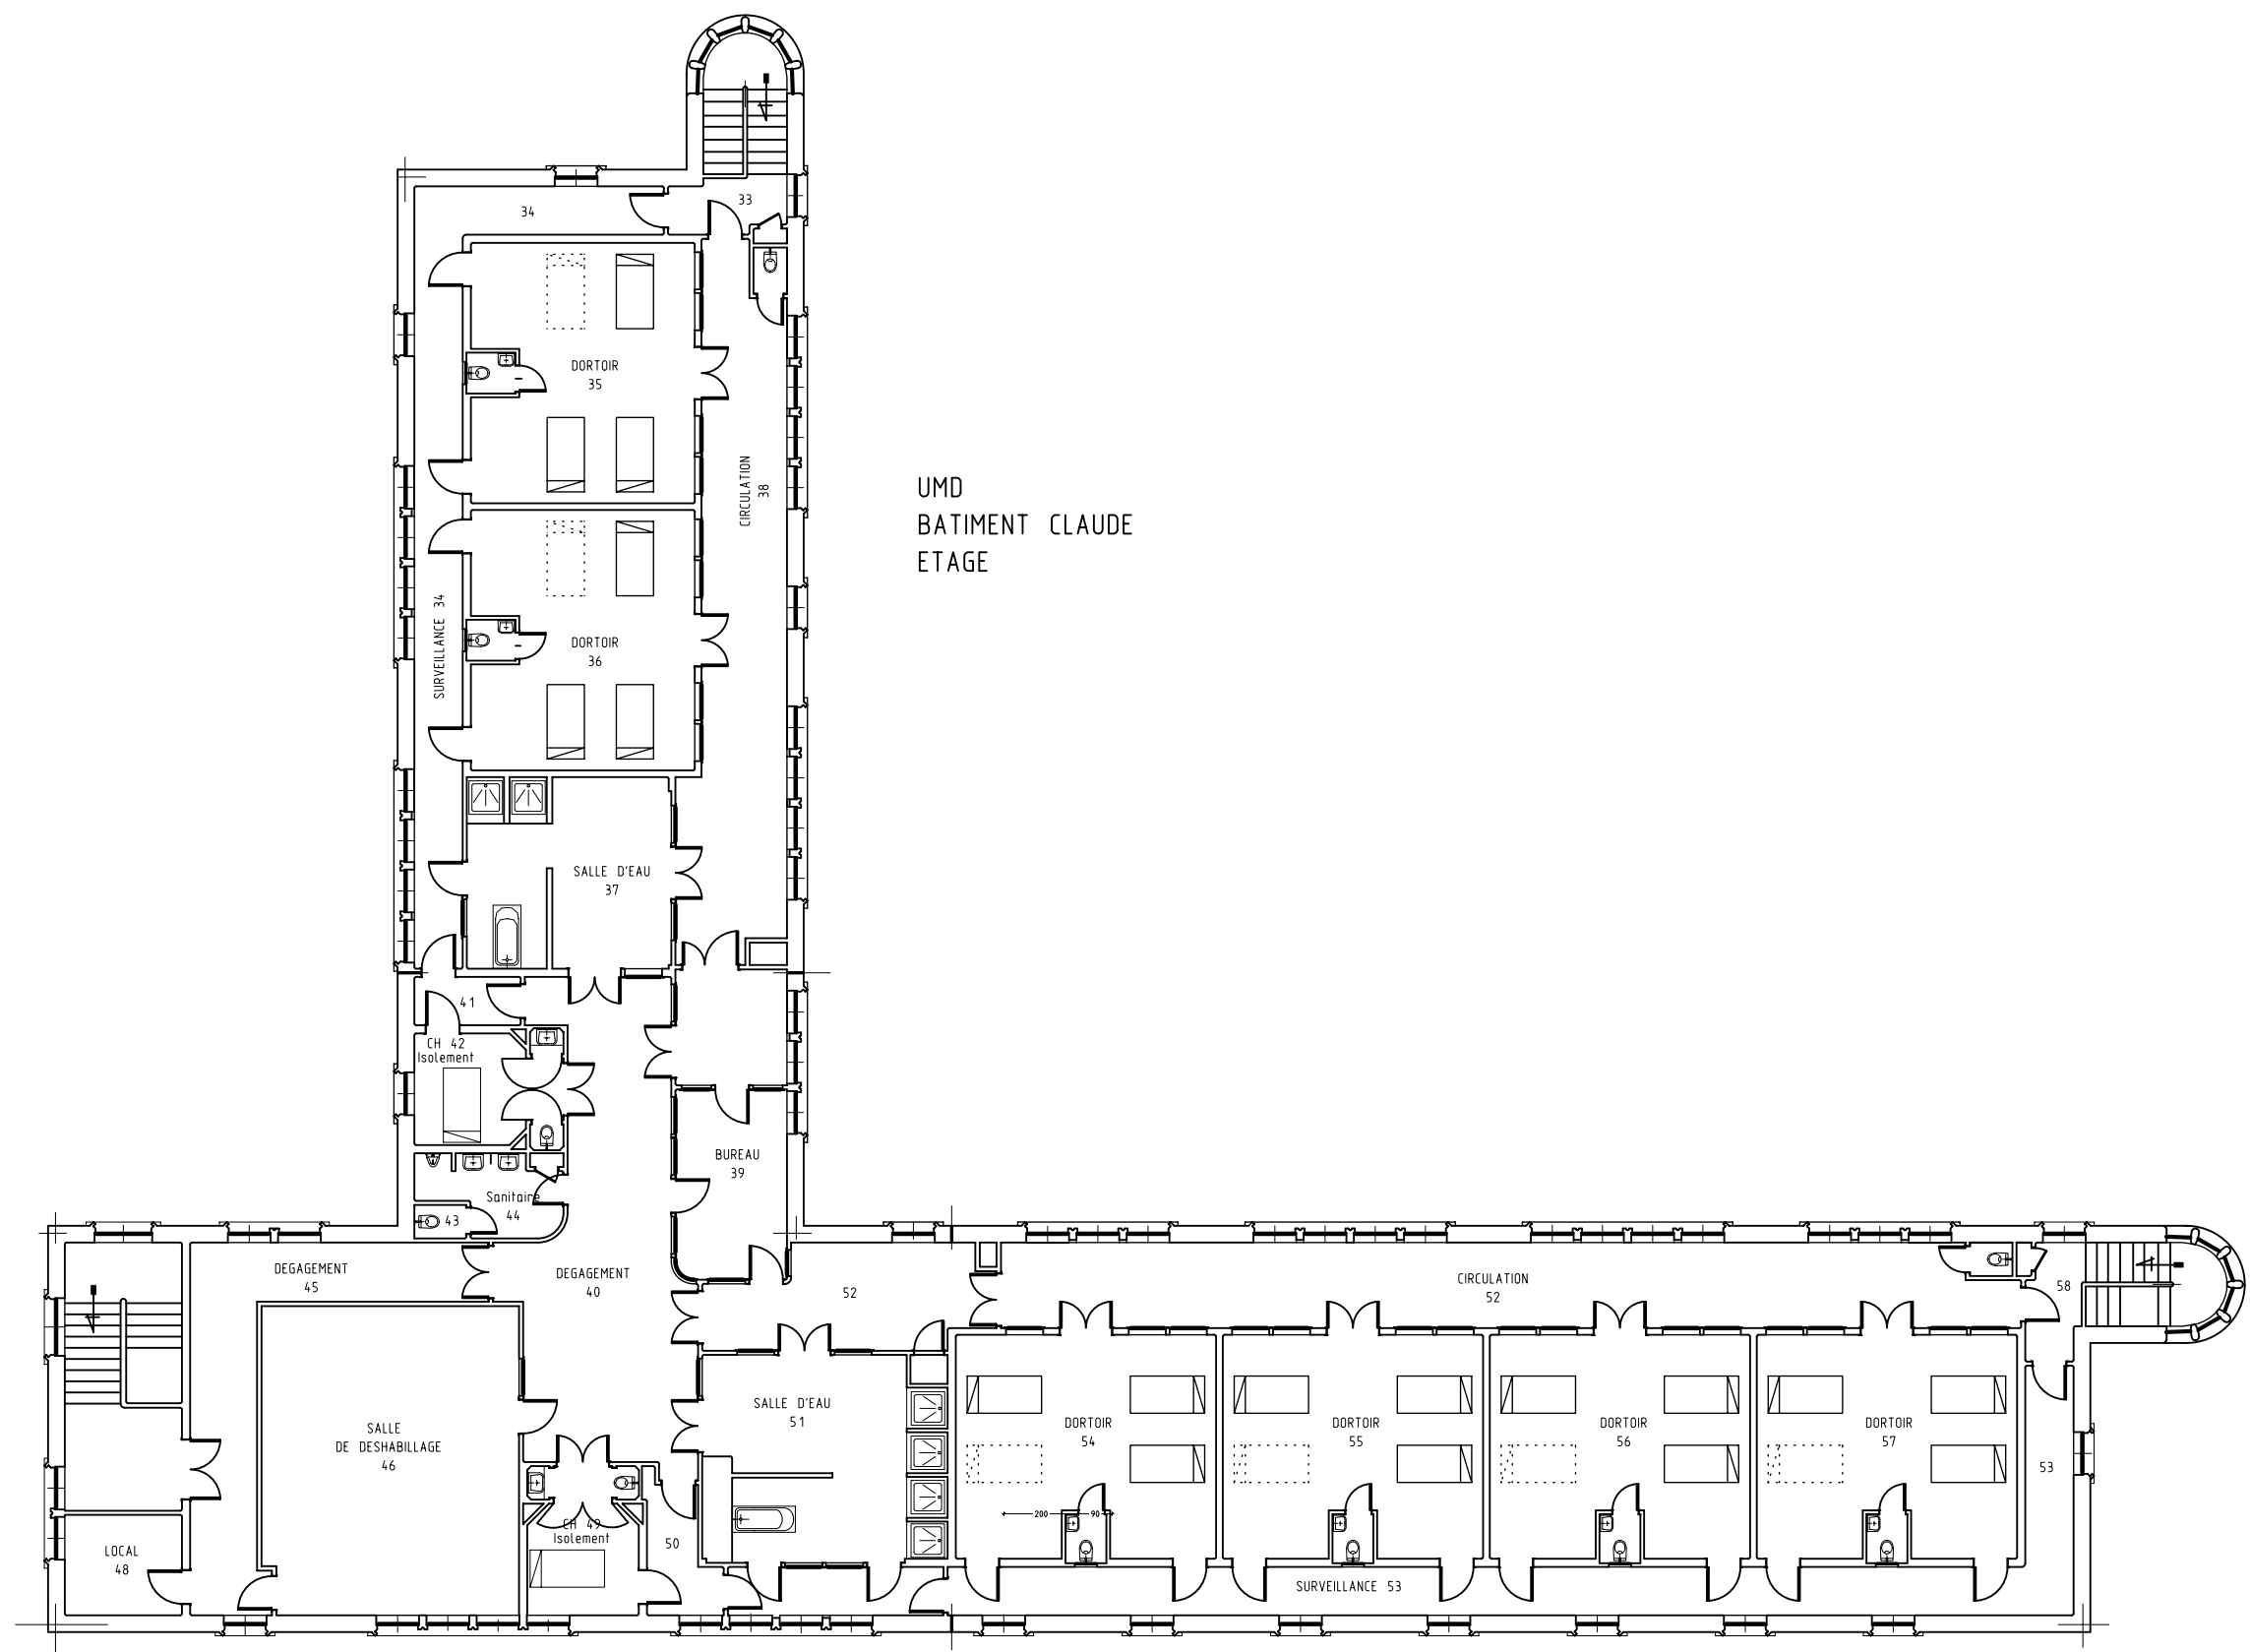 33
34
DORTOIR
35
CIRCULATION
38
UMD
BATIMENT CLAUDE
ETAGE
SURVEILLANCE 34
DORTOIR
36
SALLE D'EAU
37
41
CH 42
Isolement
BUREAU
39
Sanitaire
44
43
DEGAGEMENT
45
DEGAGEMENT
40
52
CIRCULATION
52
58
SALLE
DE DESHABILLAGE
46
SALLE D'EAU
51
DORTOIR
54
DORTOIR
55
DORTOIR
56
DORTOIR
57
53
200
90
CH 49
Isolement
50
LOCAL
48
SURVEILLANCE 53